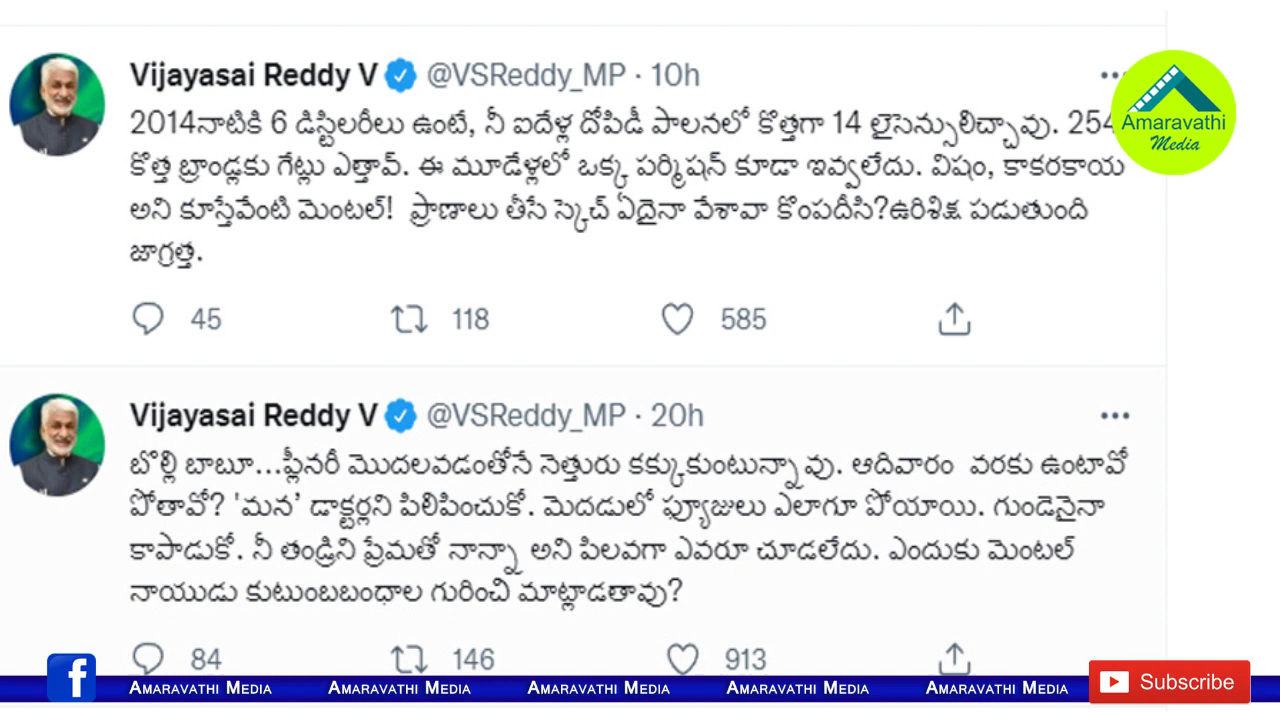 Vijayasai Reddy V @VSReddy_MP · 10h
2014నాటికి 6 డిస్టిలరీలు ఉంటే, నీ ఐదేళ్ల దోపిడీ పాలనలో కొత్తగా 14 లైసెన్సులిచ్చావు. 254
కొత్త బ్రాండ్లకు గేట్లు ఎత్తావ్. ఈ మూడేళ్లలో ఒక్క పర్మిషన్ కూడా ఇవ్వలేదు. విషం, కాకరకాయ
అని కూస్తేవేంటి మెంటల్! ప్రాణాలు తీసే స్కెచ్ ఏదైనా వేశావా కొంపదీసి?ఉరిశిక్ష పడుతుంది
జాగ్రత్త.
45 118 585
Amaravathi
Media
Vijayasai Reddy V @VSReddy_MP · 20h
బొల్లి బాబూ...ప్లీనరీ మొదలవడంతోనే నెత్తురు కక్కుకుంటున్నావు. ఆదివారం వరకు ఉంటావో
పోతావో? 'మన' డాక్టర్లని పిలిపించుకో. మెదడులో ఫ్యూజులు ఎలాగూ పోయాయి. గుండెనైనా
కాపాడుకో. నీ తండ్రిని ప్రేమతో నాన్నా అని పిలవగా ఎవరూ చూడలేదు. ఎందుకు మెంటల్
నాయుడు కుటుంబబంధాల గురించి మాట్లాడతావు?
84 146 913
f Amaravathi Media Amaravathi Media Amaravathi Media Amaravathi Media Amaravathi Media Subscribe